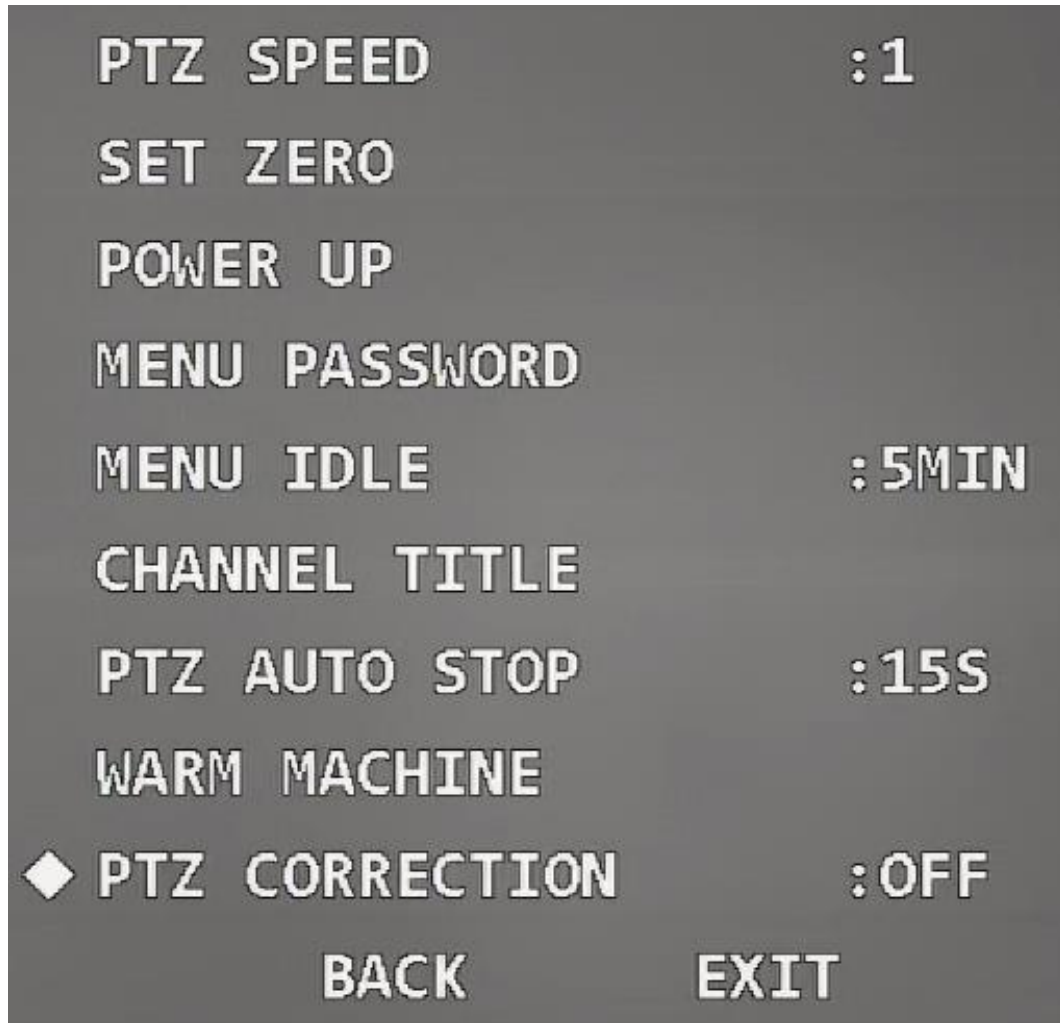 PTZ SPEED :1
SET ZERO
POWER UP
MENU PASSWORD
MENU IDLE :5MIN
CHANNEL TITLE
PTZ AUTO STOP :15S
WARM MACHINE
PTZ CORRECTION :OFF
BACK EXIT